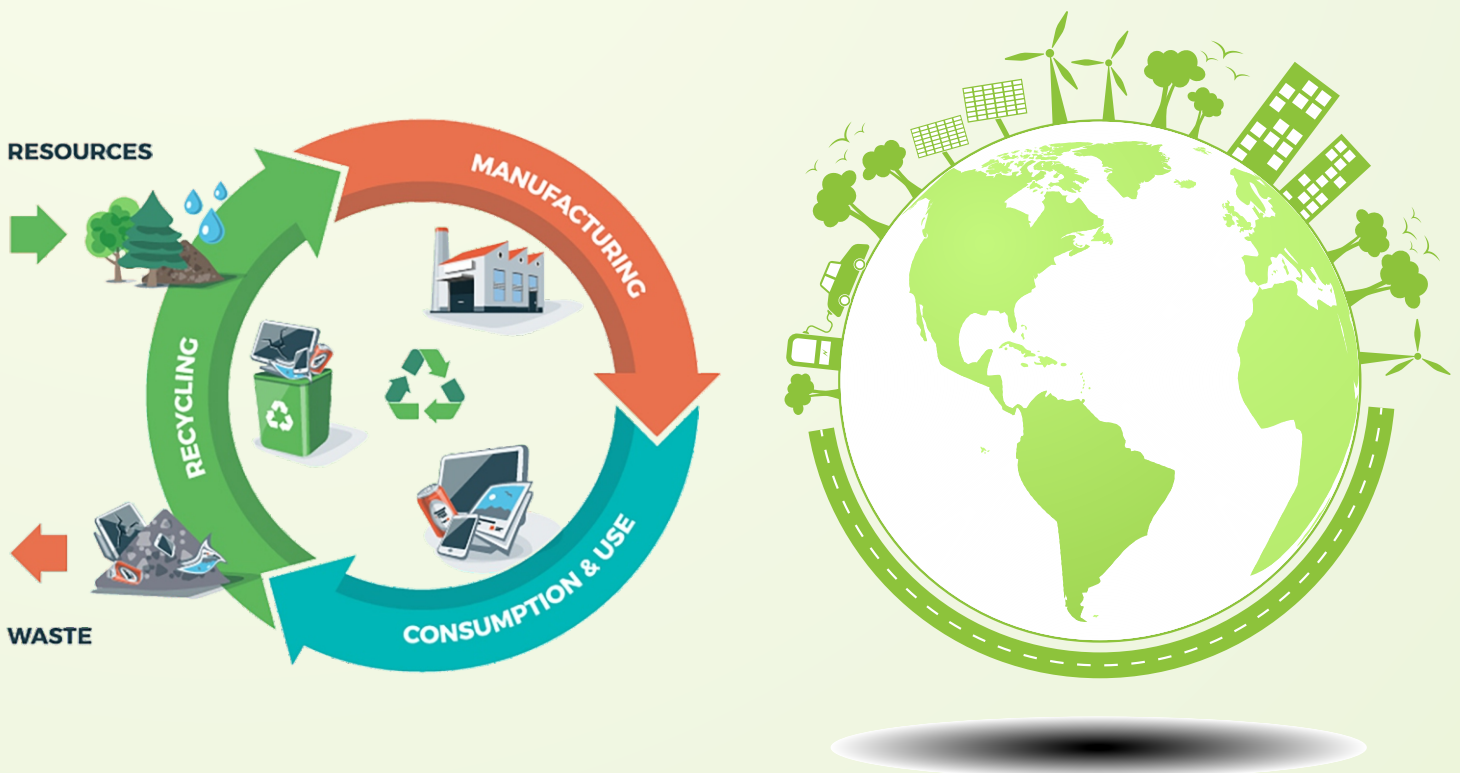 RESOURCES
MANUFACTURING
RECYCLING
CONSUMPTION & USE
WASTE